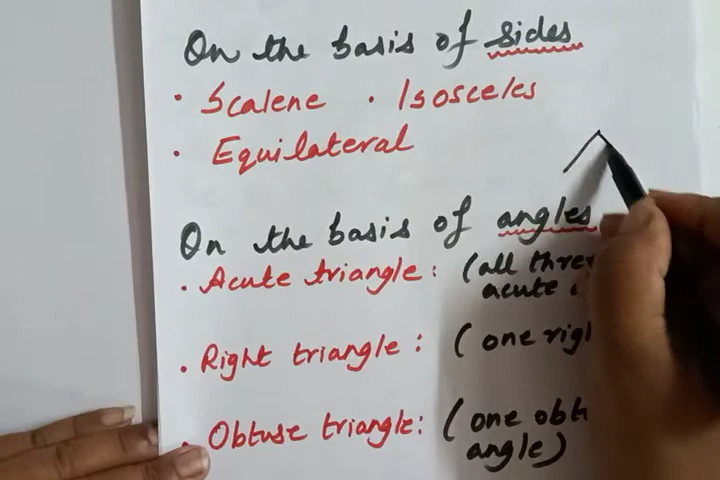 On the basis of sides
· Scalene · Isosceles
· Equilateral
On the basis of angles
· Acute triangle: (all three
acute
· Right triangle: (one
· Obtuse triangle: (one
angle)